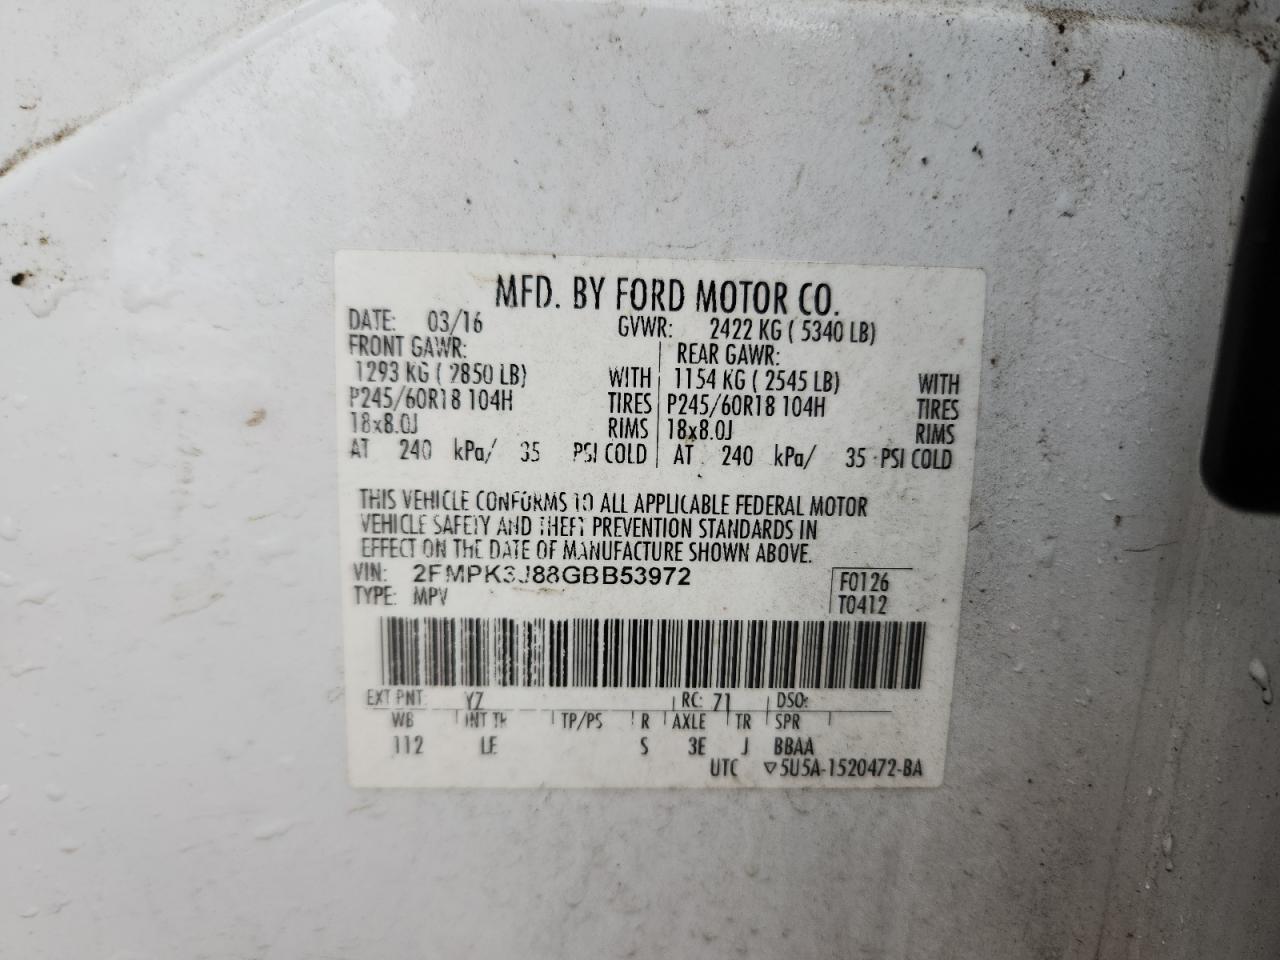 MFD. BY FORD MOTOR CO.
DATE: 03/16 GVWR: 2422 KG ( 5340 LB)
FRONT GAWR: REAR GAWR:
1293 KG ( 2850 LB) WITH 1154 KG ( 2545 LB) WITH
P245/60R18 104H TIRES P245/60R18 104H TIRES
18x8.0J RIMS 18x8.0J RIMS
AT 240 kPa/ 35 PSI COLD AT 240 kPa/ 35 PSI COLD
THIS VEHICLE CONFORMS TO ALL APPLICABLE FEDERAL MOTOR
VEHICLE SAFETY AND THEFT PREVENTION STANDARDS IN
EFFECT ON THE DATE OF MANUFACTURE SHOWN ABOVE.
VIN: 2FMPK3J88GBB53972 F0126
TYPE: MPV T0412
EXT PNT: YZ RC: 71 DSO:
WB INT TR TP/PS R AXLE TR SPR
112 LE S 3E J BBAA
UTC ▽5U5A-1520472-BA